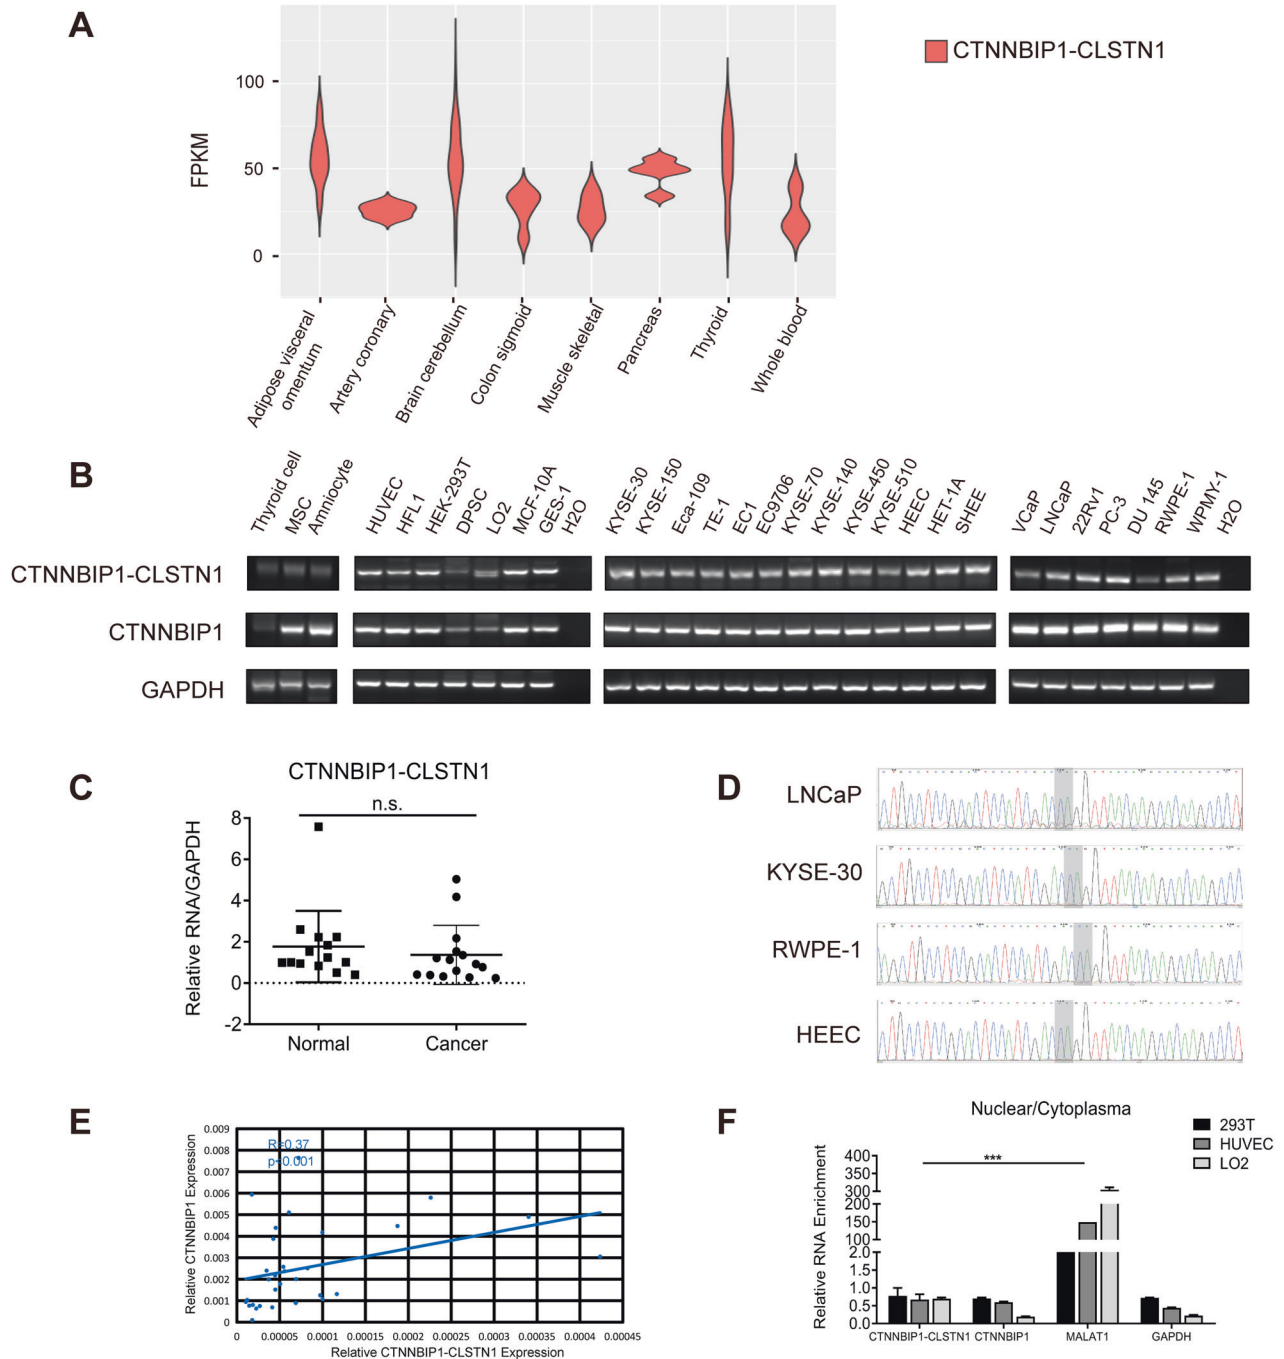 A
CTNNBIP1-CLSTN1
FPKM
100
50
0
Adipose visceral
omentum
Artery coronary
Brain cerebellum
Colon sigmoid
Muscle skeletal
Pancreas
Thyroid
Whole blood
B
Thyroid cell
MSC
Amniocyte
HUVEC
HFL1
HEK-293T
DPSC
LO2
MCF-10A
GES-1
H2O
KYSE-30
KYSE-150
Eca-109
TE-1
EC1
EC9706
KYSE-70
KYSE-140
KYSE-450
KYSE-510
HEEC
HET-1A
SHEE
VCaP
LNCaP
22Rv1
PC-3
DU 145
RWPE-1
WPMY-1
H2O
CTNNBIP1-CLSTN1
CTNNBIP1
GAPDH
C
CTNNBIP1-CLSTN1
n.s.
Relative RNA/GAPDH
8
6
4
2
0
-2
Normal
Cancer
D
LNCaP
KYSE-30
RWPE-1
HEEC
E
Relative CTNNBIP1 Expression
0.009
0.008
0.007
0.006
0.005
0.004
0.003
0.002
0.001
0
R=0.37
p<0.001
0 0.00005 0.0001 0.00015 0.0002 0.00025 0.0003 0.00035 0.0004 0.00045
Relative CTNNBIP1-CLSTN1 Expression
F
Nuclear/Cytoplasma
293T
HUVEC
LO2
***
Relative RNA Enrichment
400
300
200
150
100
2.0
1.5
1.0
0.5
0.0
CTNNBIP1-CLSTN1 CTNNBIP1 MALAT1 GAPDH